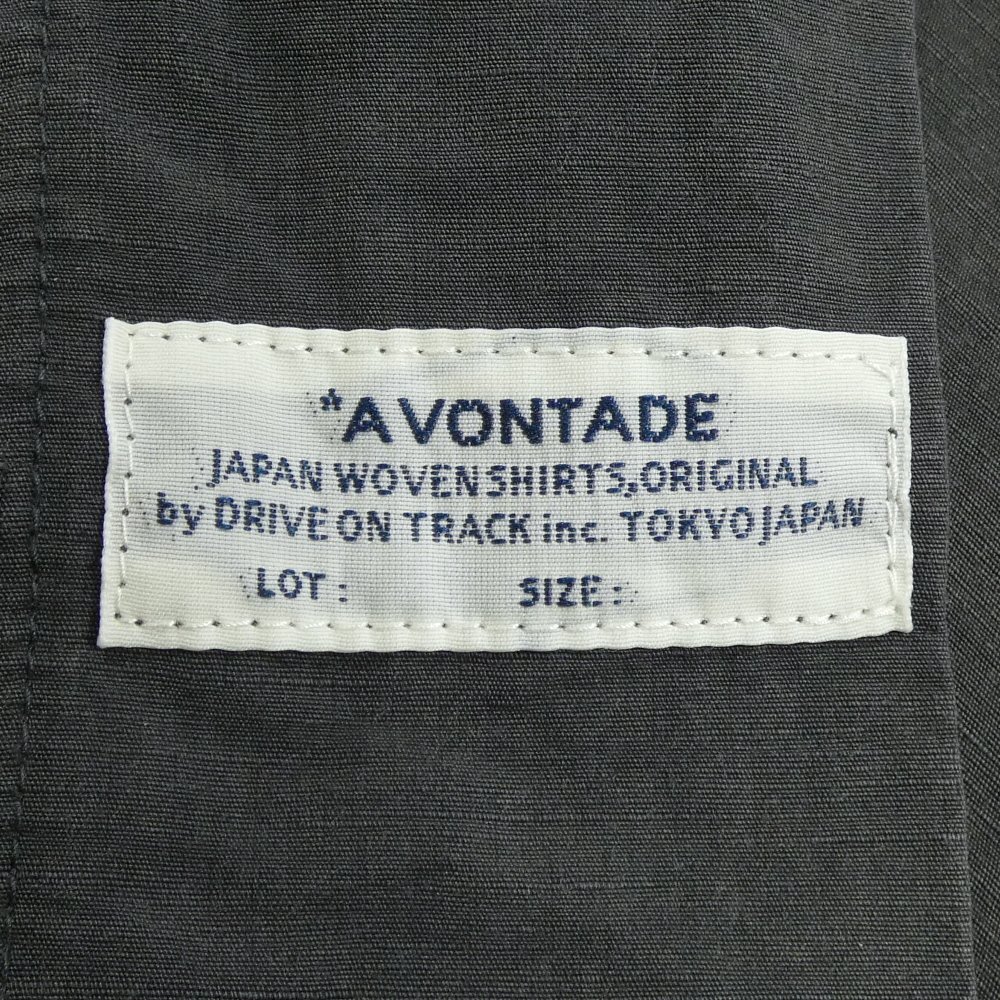 *A VONTADE
JAPAN WOVEN SHIRTS, ORIGINAL
by DRIVE ON TRACK inc. TOKYO JAPAN
LOT : SIZE :